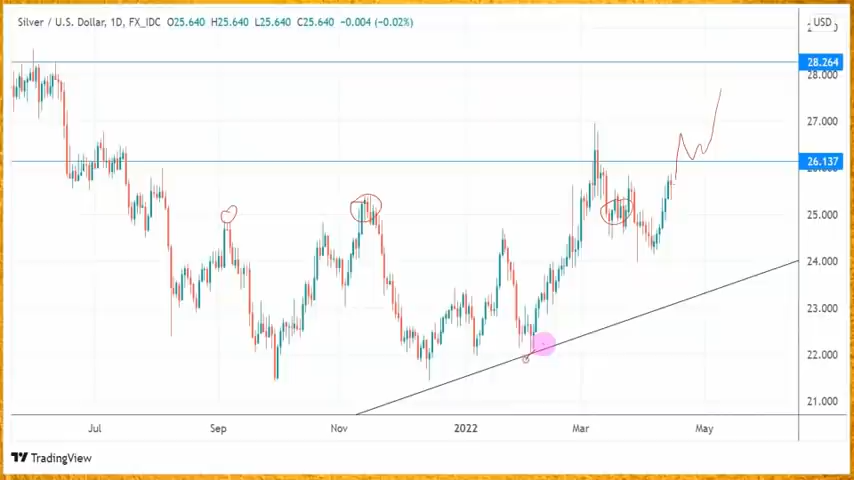 Silver / U.S. Dollar, 1D, FX_IDC O25.640 H25.640 L25.640 C25.640 −0.004 (−0.02%)
USD
28.264
28.000
27.000
26.137
25.000
24.000
23.000
22.000
21.000
Jul Sep Nov 2022 Mar May
TradingView